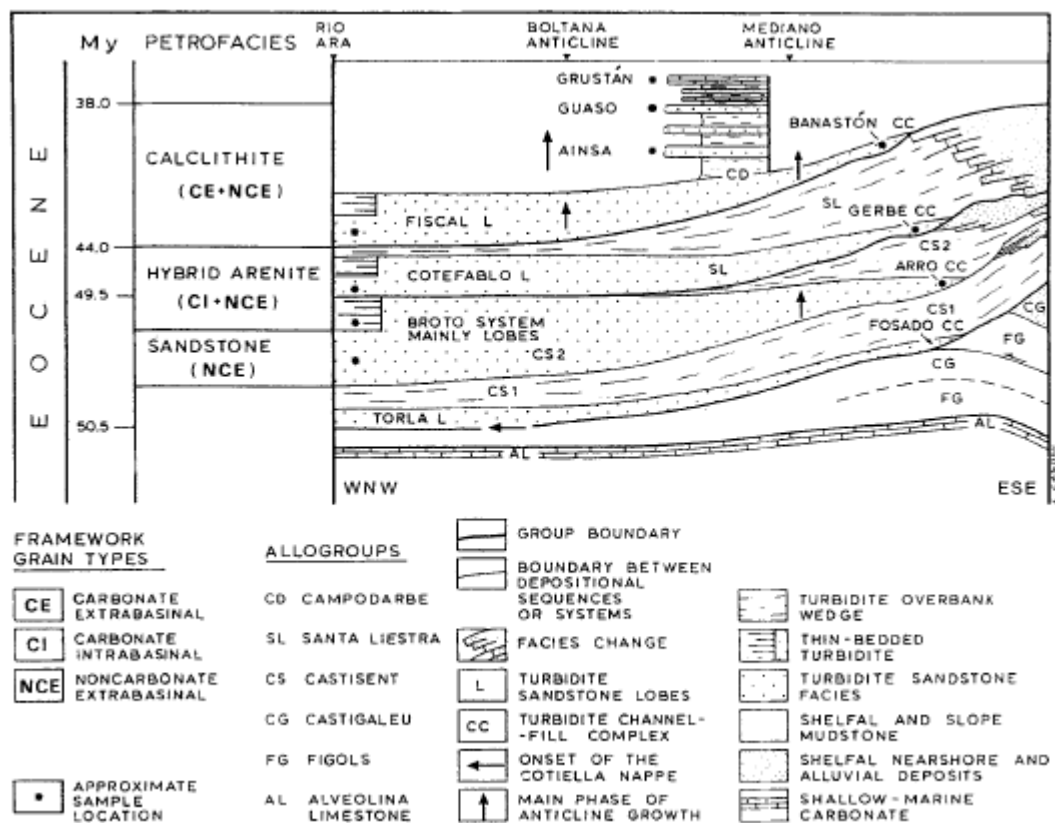 My
PETROFACIES
RIO
ARA
BOLTANA
ANTICLINE
MEDIANO
ANTICLINE
EOCENE
38.0
44.0
49.5
50.5
CALCLITHITE
(CE+NCE)
HYBRID ARENITE
(CI+NCE)
SANDSTONE
(NCE)
GRUSTÁN
GUASO
AINSA
CD
BANASTÓN CC
FISCAL L
SL
GERBE CC
CS2
COTEFABLO L
SL
ARRO CC
BROTO SYSTEM
MAINLY LOBES
CS2
CS1
FOSADO CC
CG
FG
CS1
CG
TORLA L
FG
AL
AL
WNW
ESE
FRAMEWORK
GRAIN TYPES
CE CARBONATE
EXTRABASINAL
CI CARBONATE
INTRABASINAL
NCE NONCARBONATE
EXTRABASINAL
APPROXIMATE
SAMPLE
LOCATION
ALLOGROUPS
CD CAMPODARBE
SL SANTA LIESTRA
CS CASTISENT
CG CASTIGALEU
FG FIGOLS
AL ALVEOLINA
LIMESTONE
GROUP BOUNDARY
BOUNDARY BETWEEN
DEPOSITIONAL
SEQUENCES
OR SYSTEMS
FACIES CHANGE
L TURBIDITE
SANDSTONE LOBES
CC TURBIDITE CHANNEL-
FILL COMPLEX
ONSET OF THE
COTIELLA NAPPE
MAIN PHASE OF
ANTICLINE GROWTH
TURBIDITE OVERBANK
WEDGE
THIN-BEDDED
TURBIDITE
TURBIDITE SANDSTONE
FACIES
SHELFAL AND SLOPE
MUDSTONE
SHELFAL NEARSHORE AND
ALLUVIAL DEPOSITS
SHALLOW-MARINE
CARBONATE